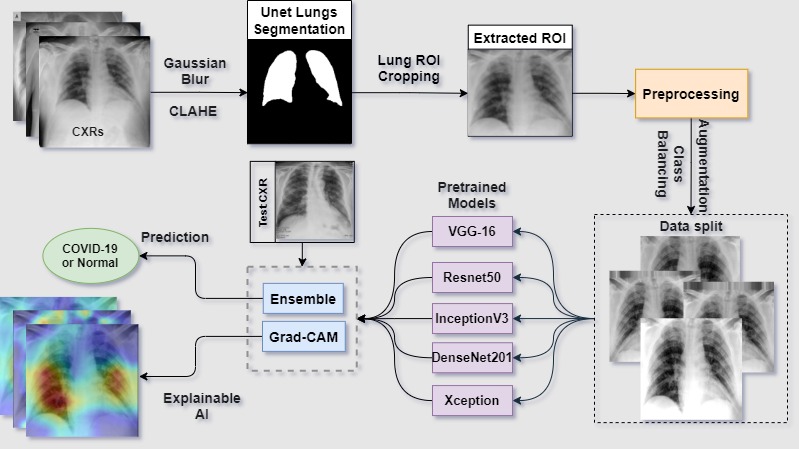 CXRs
Gaussian
Blur
CLAHE
Unet Lungs
Segmentation
Lung ROI
Cropping
Extracted ROI
Preprocessing
Augmentation
Class
Balancing
Data split
Pretrained
Models
VGG-16
Resnet50
InceptionV3
DenseNet201
Xception
Test CXR
Ensemble
Grad-CAM
Prediction
COVID-19
or Normal
Explainable
AI